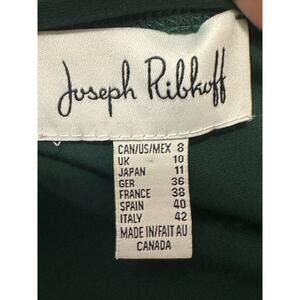 Joseph Ribkoff
CAN/US/MEX 8
UK 10
JAPAN 11
GER 36
FRANCE 38
SPAIN 40
ITALY 42
MADE IN/FAIT AU
CANADA